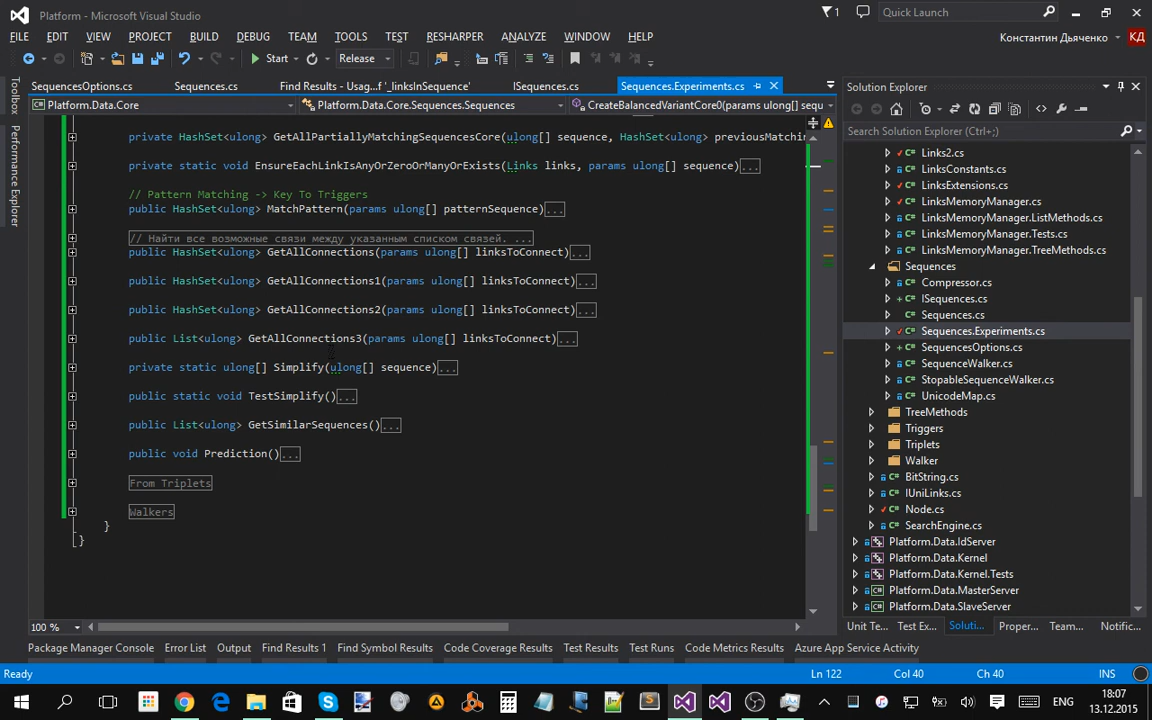 Platform - Microsoft Visual Studio
1
Quick Launch
FILE EDIT VIEW PROJECT BUILD DEBUG TEAM TOOLS TEST RESHARPER ANALYZE WINDOW HELP
Константин Дьяченко КД
Start Release
SequencesOptions.cs Sequences.cs Find Results - Usages of '_linksInSequence' ISequences.cs Sequences.Experiments.cs
Platform.Data.Core Platform.Data.Core.Sequences.Sequences CreateBalancedVariantCore0(params ulong[] sequ
Toolbox
Performance Explorer
private HashSet<ulong> GetAllPartiallyMatchingSequencesCore(ulong[] sequence, HashSet<ulong> previousMatchin
private static void EnsureEachLinkIsAnyOrZeroOrManyOrExists(Links links, params ulong[] sequence)...
// Pattern Matching -> Key To Triggers
public HashSet<ulong> MatchPattern(params ulong[] patternSequence)...
// Найти все возможные связи между указанным списком связей. ...
public HashSet<ulong> GetAllConnections(params ulong[] linksToConnect)...
public HashSet<ulong> GetAllConnections1(params ulong[] linksToConnect)...
public HashSet<ulong> GetAllConnections2(params ulong[] linksToConnect)...
public List<ulong> GetAllConnections3(params ulong[] linksToConnect)...
private static ulong[] Simplify(ulong[] sequence)...
public static void TestSimplify()...
public List<ulong> GetSimilarSequences()...
public void Prediction()...
From Triplets
Walkers
}
}
100 %
Solution Explorer
Search Solution Explorer (Ctrl+;)
Links2.cs
LinksConstants.cs
LinksExtensions.cs
LinksMemoryManager.cs
LinksMemoryManager.ListMethods.cs
LinksMemoryManager.Tests.cs
LinksMemoryManager.TreeMethods.cs
Sequences
Compressor.cs
ISequences.cs
Sequences.cs
Sequences.Experiments.cs
SequencesOptions.cs
SequenceWalker.cs
StopableSequenceWalker.cs
UnicodeMap.cs
TreeMethods
Triggers
Triplets
Walker
BitString.cs
IUniLinks.cs
Node.cs
SearchEngine.cs
Platform.Data.IdServer
Platform.Data.Kernel
Platform.Data.Kernel.Tests
Platform.Data.MasterServer
Platform.Data.SlaveServer
Unit Te... Test Ex... Soluti... Proper... Team... Notific...
Package Manager Console Error List Output Find Results 1 Find Symbol Results Code Coverage Results Test Results Test Runs Code Metrics Results Azure App Service Activity
Ready Ln 122 Col 40 Ch 40 INS
ENG 18:07
13.12.2015